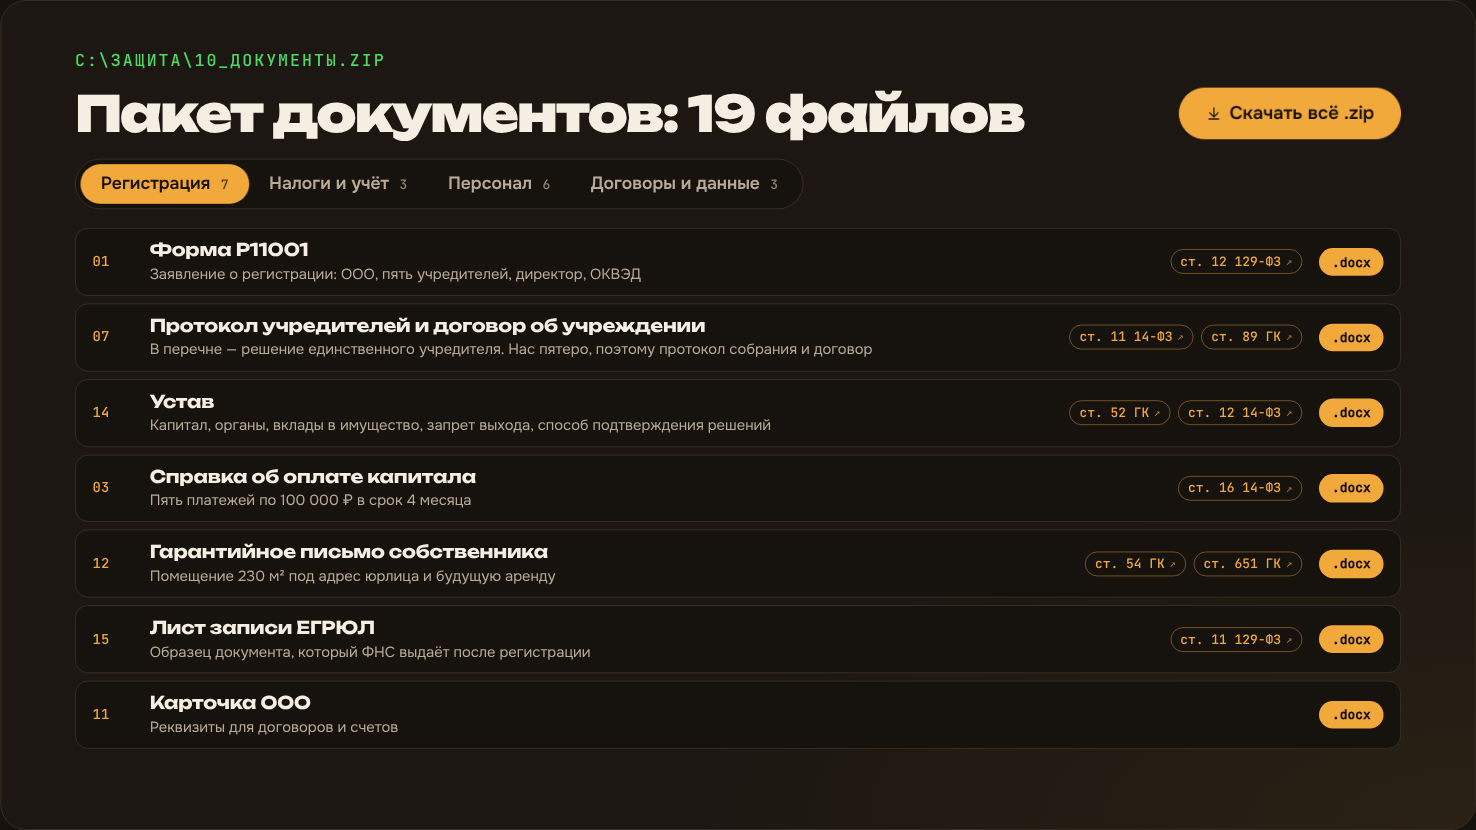 C:\ЗАЩИТА\10_ДОКУМЕНТЫ.ZIP
Пакет документов: 19 файлов
Скачать всё .zip
Регистрация 7 Налоги и учёт 3 Персонал 6 Договоры и данные 3
01 Форма Р11001 ст. 12 129-ФЗ ↗ .docx
Заявление о регистрации: ООО, пять учредителей, директор, ОКВЭД
07 Протокол учредителей и договор об учреждении ст. 11 14-ФЗ ↗ ст. 89 ГК ↗ .docx
В перечне — решение единственного учредителя. Нас пятеро, поэтому протокол собрания и договор
14 Устав ст. 52 ГК ↗ ст. 12 14-ФЗ ↗ .docx
Капитал, органы, вклады в имущество, запрет выхода, способ подтверждения решений
03 Справка об оплате капитала ст. 16 14-ФЗ ↗ .docx
Пять платежей по 100 000 ₽ в срок 4 месяца
12 Гарантийное письмо собственника ст. 54 ГК ↗ ст. 651 ГК ↗ .docx
Помещение 230 м² под адрес юрлица и будущую аренду
15 Лист записи ЕГРЮЛ ст. 11 129-ФЗ ↗ .docx
Образец документа, который ФНС выдаёт после регистрации
11 Карточка ООО .docx
Реквизиты для договоров и счетов